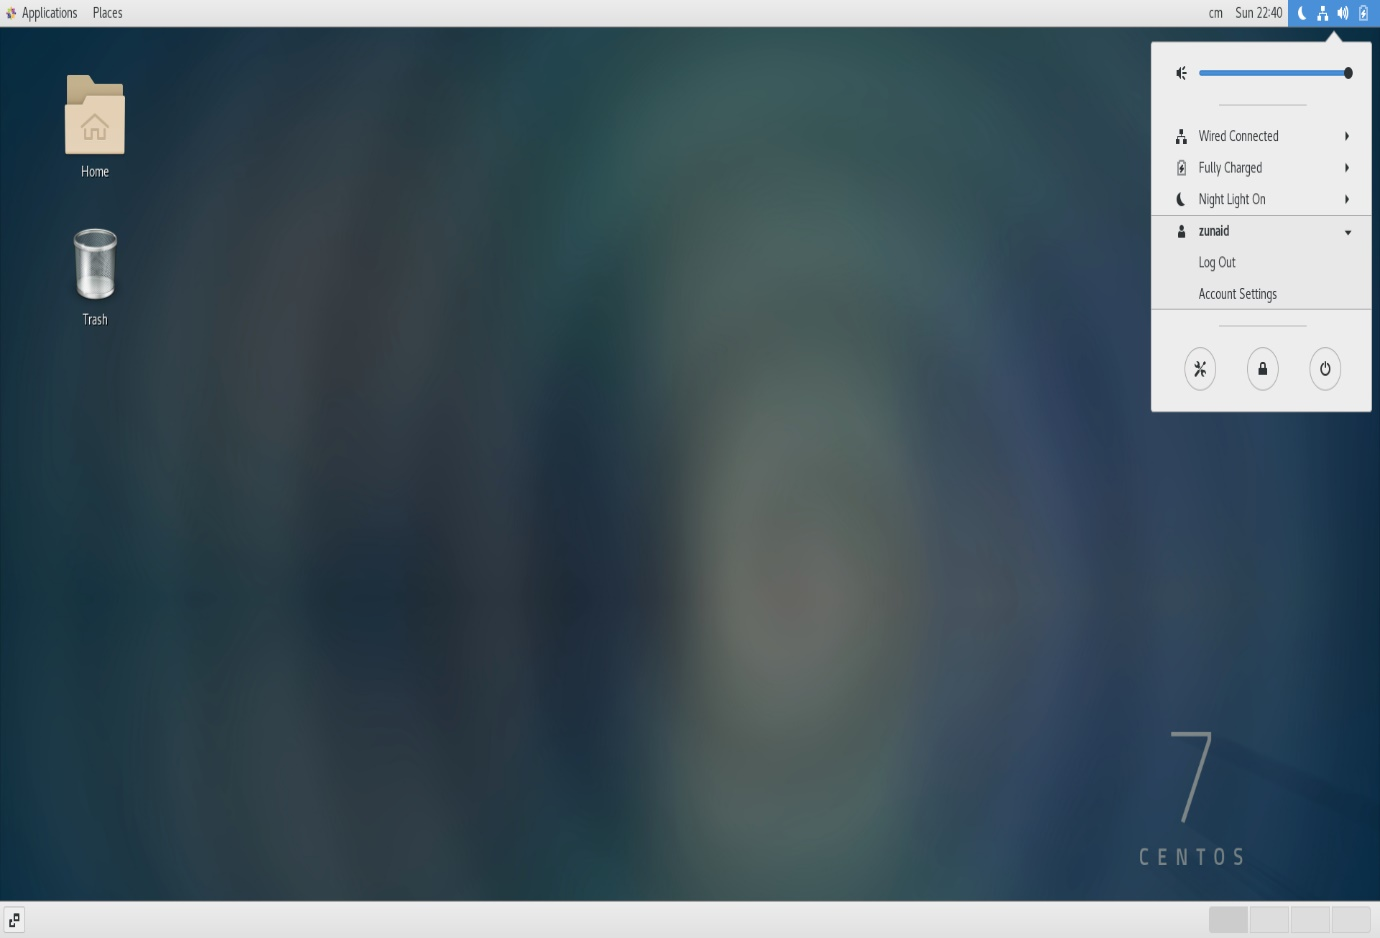 Applications Places cm Sun 22:40
Home
Trash
Wired Connected
Fully Charged
Night Light On
zunaid
Log Out
Account Settings
7
CENTOS